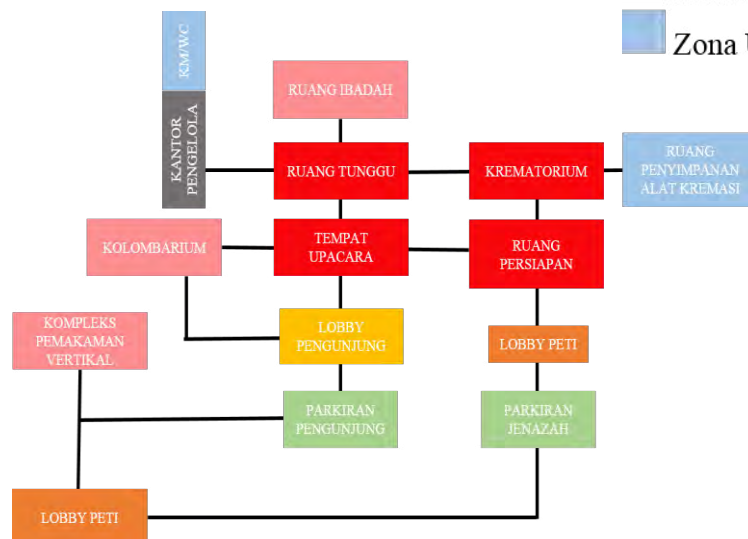 Zona
KM/WC
KANTOR
PENGELOLA
RUANG IBADAH
RUANG TUNGGU
KREMATORIUM
RUANG
PENYIMPANAN
ALAT KREMASI
KOLOMBARIUM
TEMPAT
UPACARA
RUANG
PERSIAPAN
KOMPLEKS
PEMAKAMAN
VERTIKAL
LOBBY
PENGUNJUNG
LOBBY PETI
PARKIRAN
PENGUNJUNG
PARKIRAN
JENAZAH
LOBBY PETI